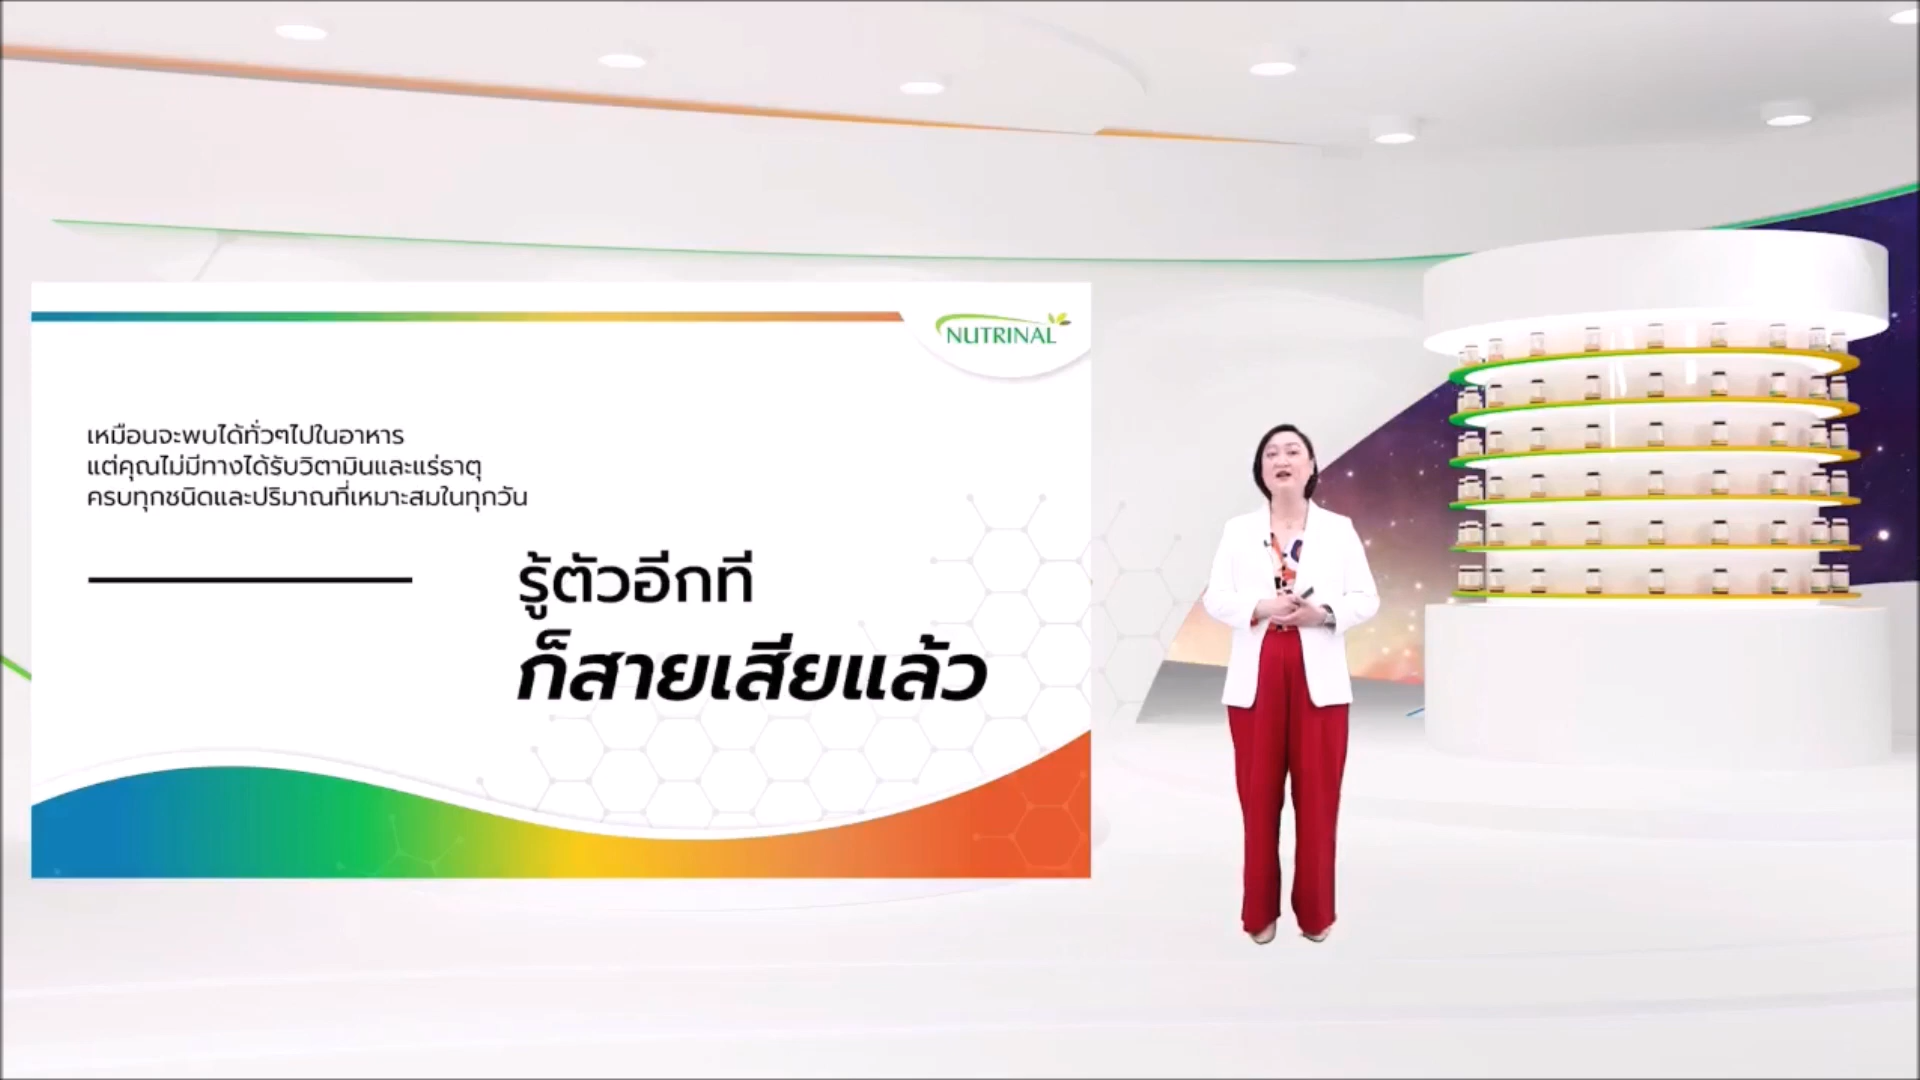 NUTRINAL
เหมือนจะพบได้ทั่วๆไปในอาหาร
แต่คุณไม่มีทางได้รับวิตามินและแร่ธาตุ
ครบทุกชนิดและปริมาณที่เหมาะสมในทุกวัน
รู้ตัวอีกที
ก็สายเสียแล้ว